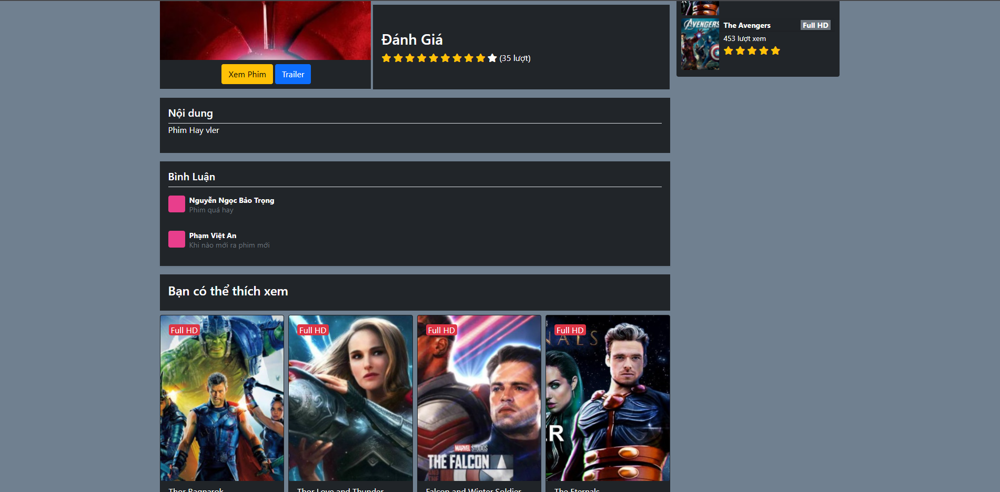 Xem Phim
Trailer
Đánh Giá
(35 lượt)
AVENGERS
The Avengers
Full HD
453 lượt xem
Nội dung
Phim Hay vler
Bình Luận
Nguyễn Ngọc Bảo Trọng
Phim quá hay
Phạm Việt An
Khi nào mới ra phim mới
Bạn có thể thích xem
Full HD
Full HD
Full HD
Full HD
NALS
ER
MARVEL STUDIOS
THE FALCON
Thor Ragnarok
Thor Love and Thunder
Falcon and Winter Soldier
The Eternals